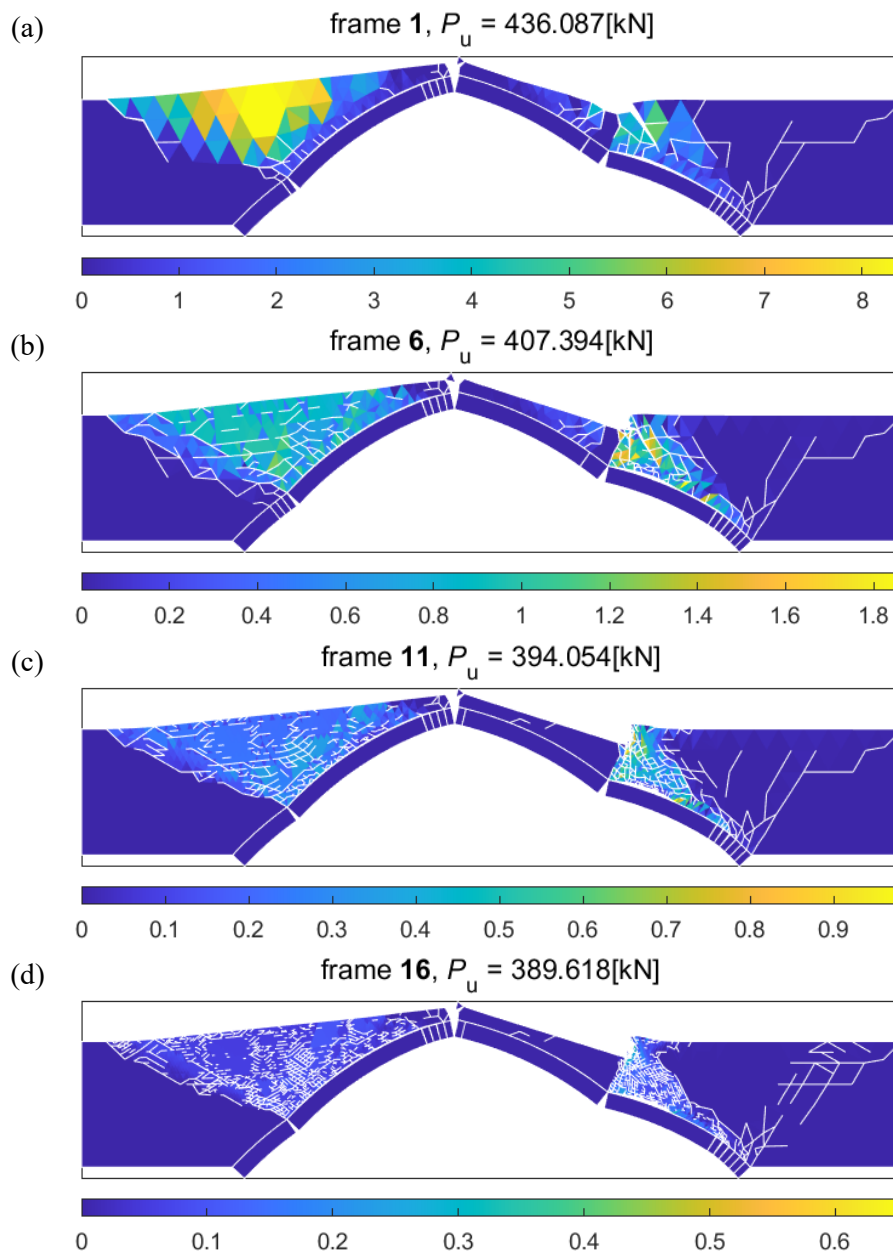 (a)
frame 1, Pu = 436.087[kN]
0 1 2 3 4 5 6 7 8
(b)
frame 6, Pu = 407.394[kN]
0 0.2 0.4 0.6 0.8 1 1.2 1.4 1.6 1.8
(c)
frame 11, Pu = 394.054[kN]
0 0.1 0.2 0.3 0.4 0.5 0.6 0.7 0.8 0.9
(d)
frame 16, Pu = 389.618[kN]
0 0.1 0.2 0.3 0.4 0.5 0.6